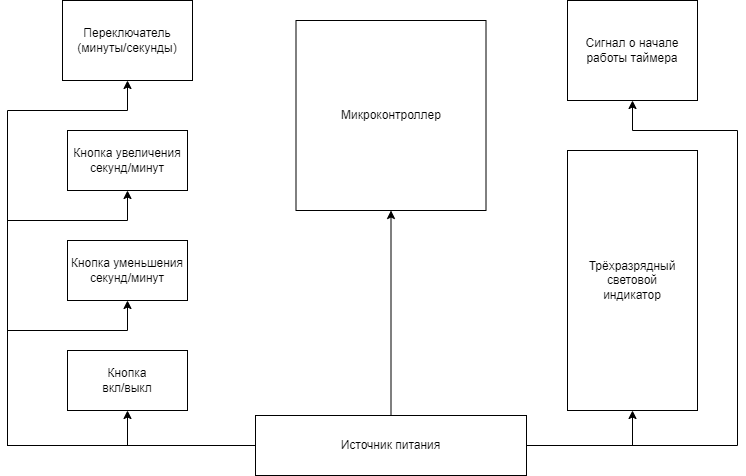 Переключатель
(минуты/секунды)
Кнопка увеличения
секунд/минут
Кнопка уменьшения
секунд/минут
Кнопка
вкл/выкл
Микроконтроллер
Источник питания
Сигнал о начале
работы таймера
Трёхразрядный
световой
индикатор